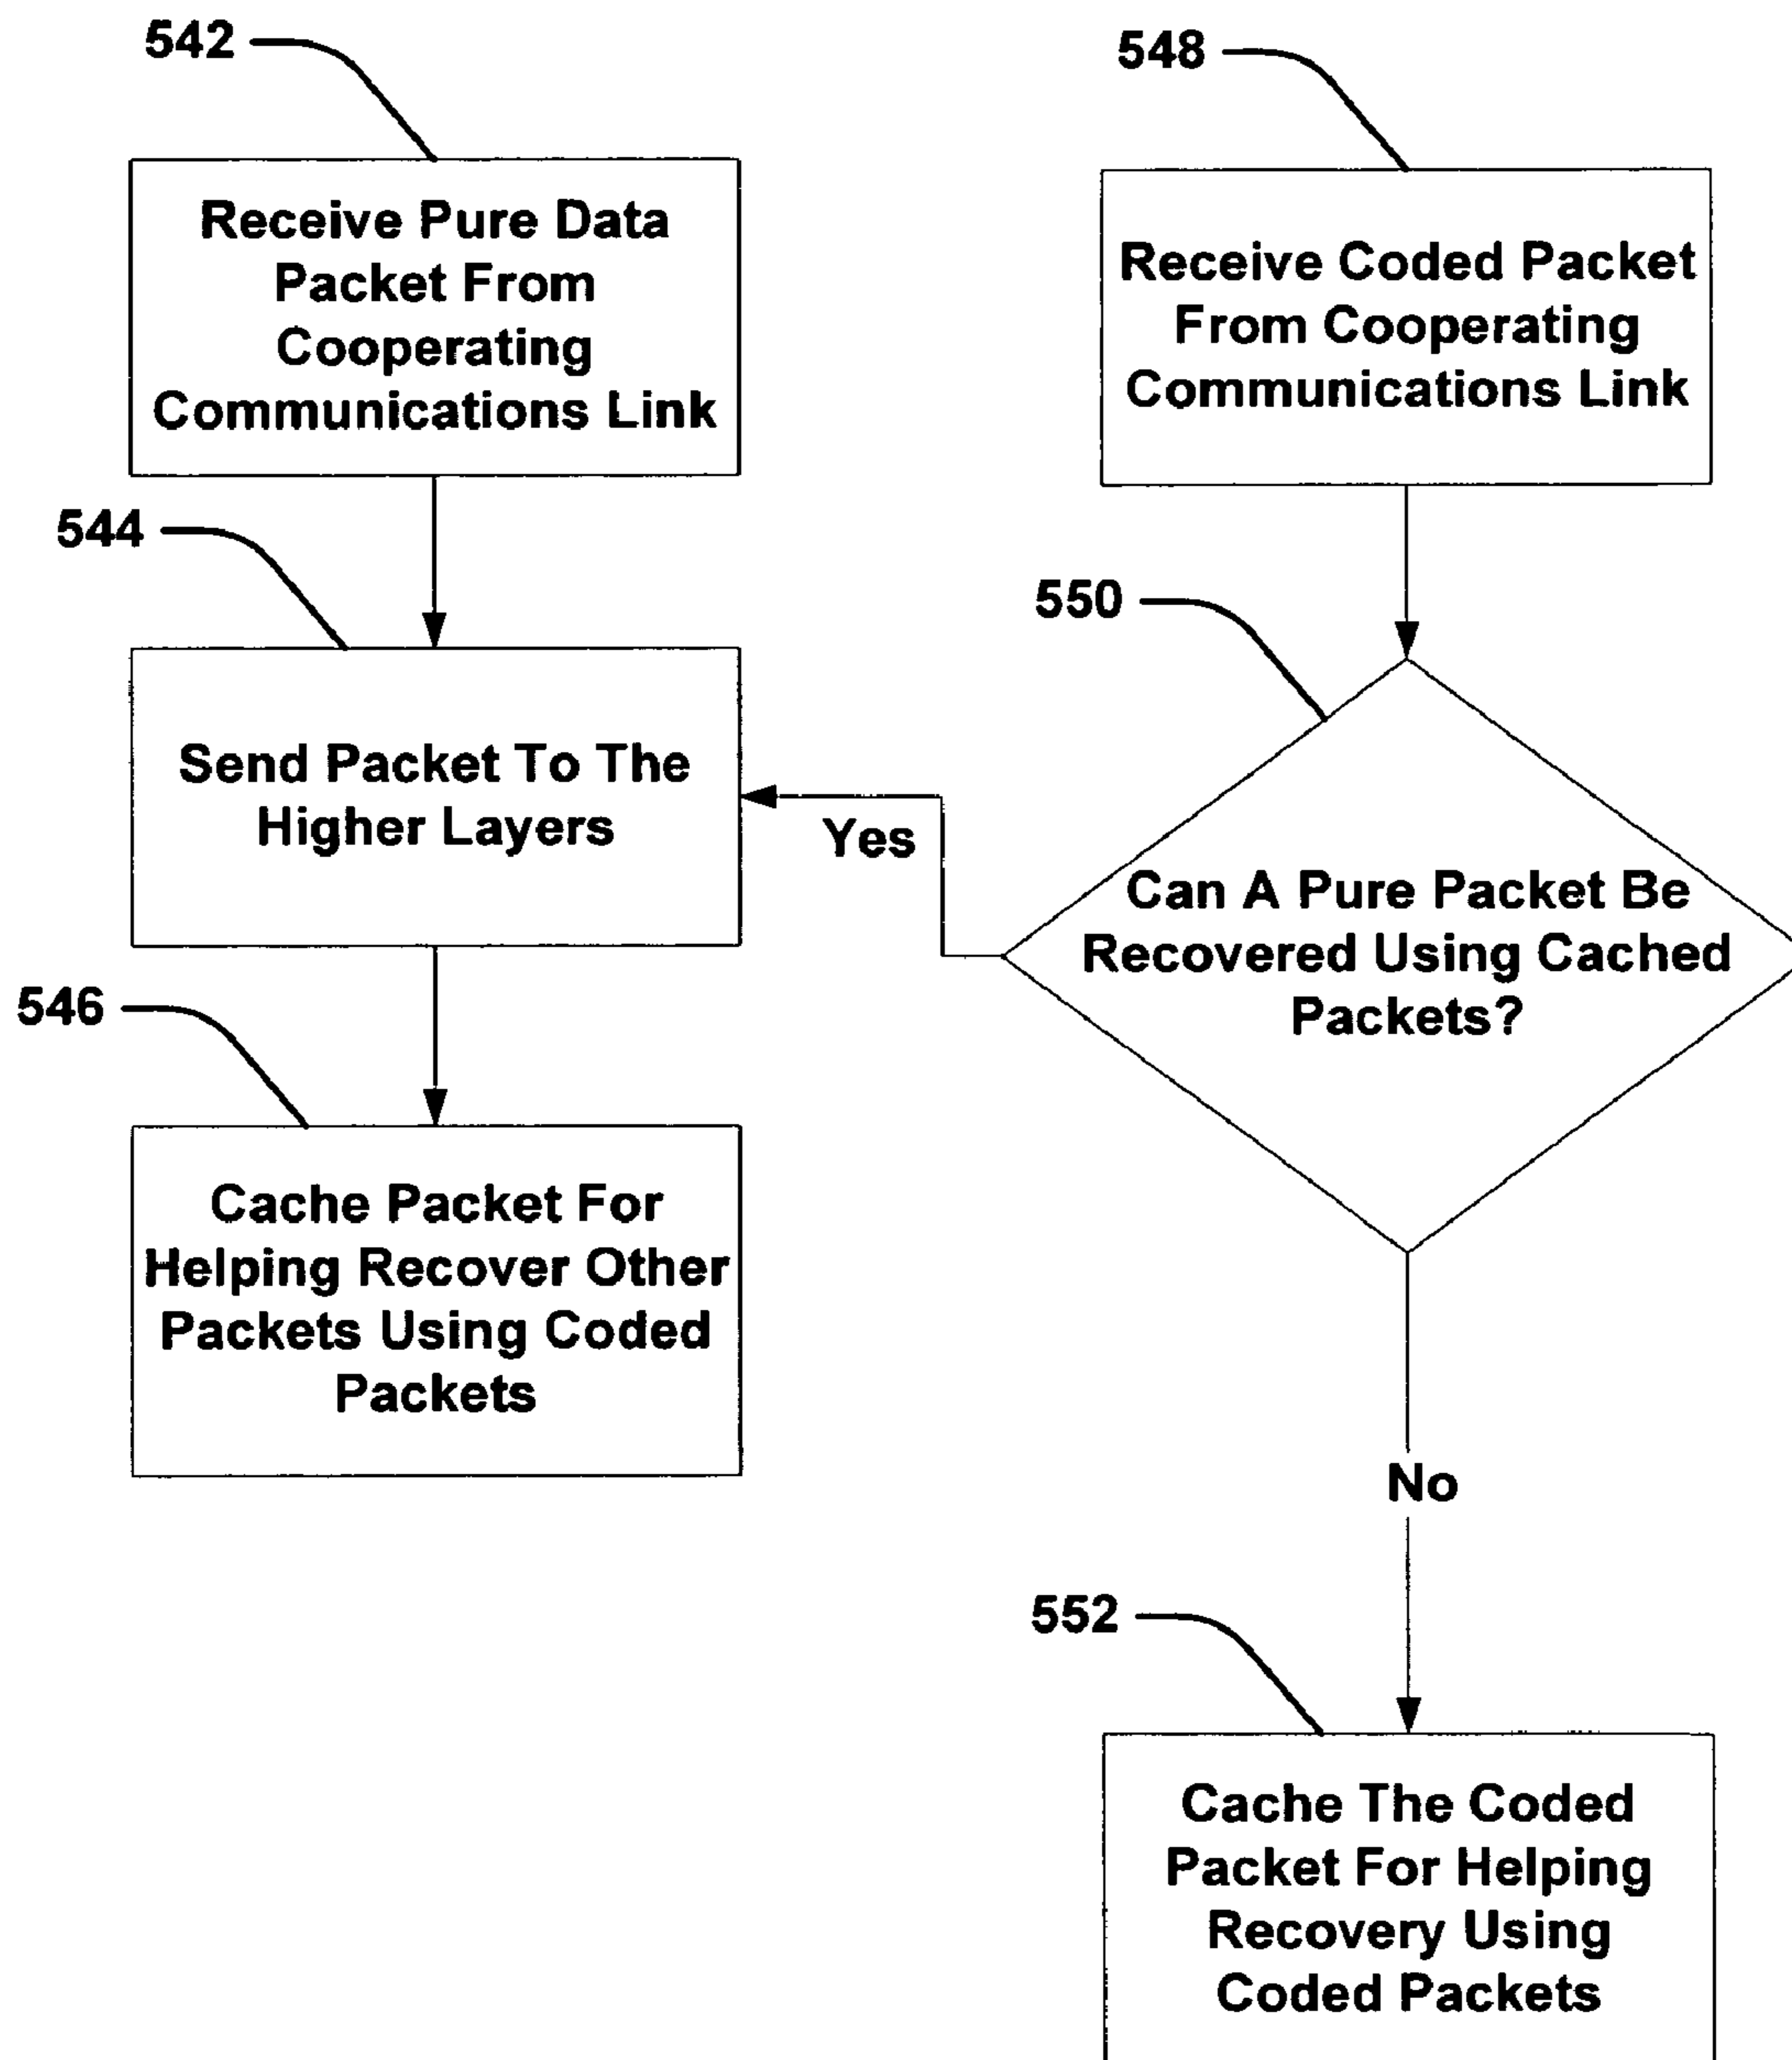 542
Receive Pure Data
Packet From
Cooperating
Communications Link
544
Send Packet To The
Higher Layers
546
Cache Packet For
Helping Recover Other
Packets Using Coded
Packets
548
Receive Coded Packet
From Cooperating
Communications Link
550
Can A Pure Packet Be
Recovered Using Cached
Packets?
Yes
No
552
Cache The Coded
Packet For Helping
Recovery Using
Coded Packets